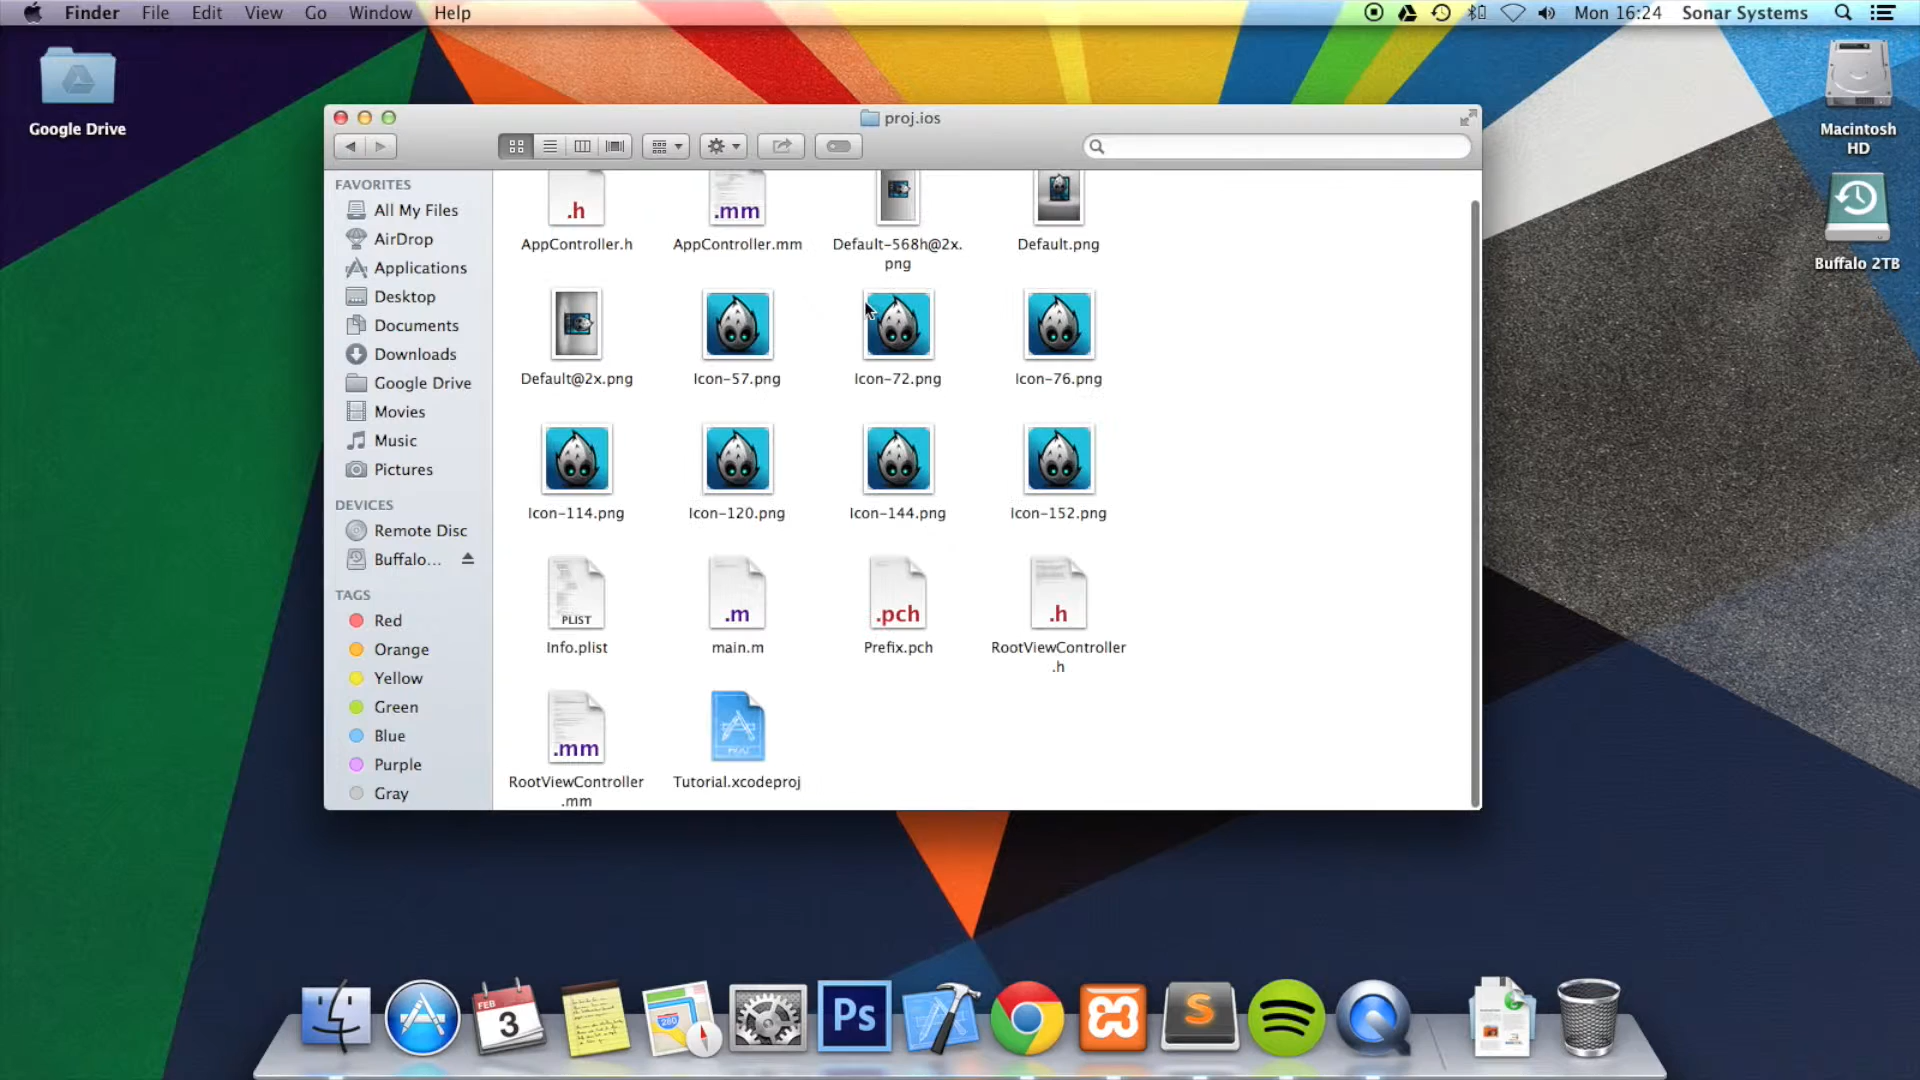 Finder File Edit View Go Window Help Mon 16:24 Sonar Systems
Google Drive
Macintosh
HD
Buffalo 2TB
proj.ios
FAVORITES
All My Files
AirDrop
Applications
Desktop
Documents
Downloads
Google Drive
Movies
Music
Pictures
DEVICES
Remote Disc
Buffalo...
TAGS
Red
Orange
Yellow
Green
Blue
Purple
Gray
.h .mm
AppController.h AppController.mm Default-568h@2x. Default.png
png
Default@2x.png Icon-57.png Icon-72.png Icon-76.png
Icon-114.png Icon-120.png Icon-144.png Icon-152.png
PLIST .m .pch .h
Info.plist main.m Prefix.pch RootViewController
.h
.mm
RootViewController Tutorial.xcodeproj
.mm
FEB
3
280
Ps
S